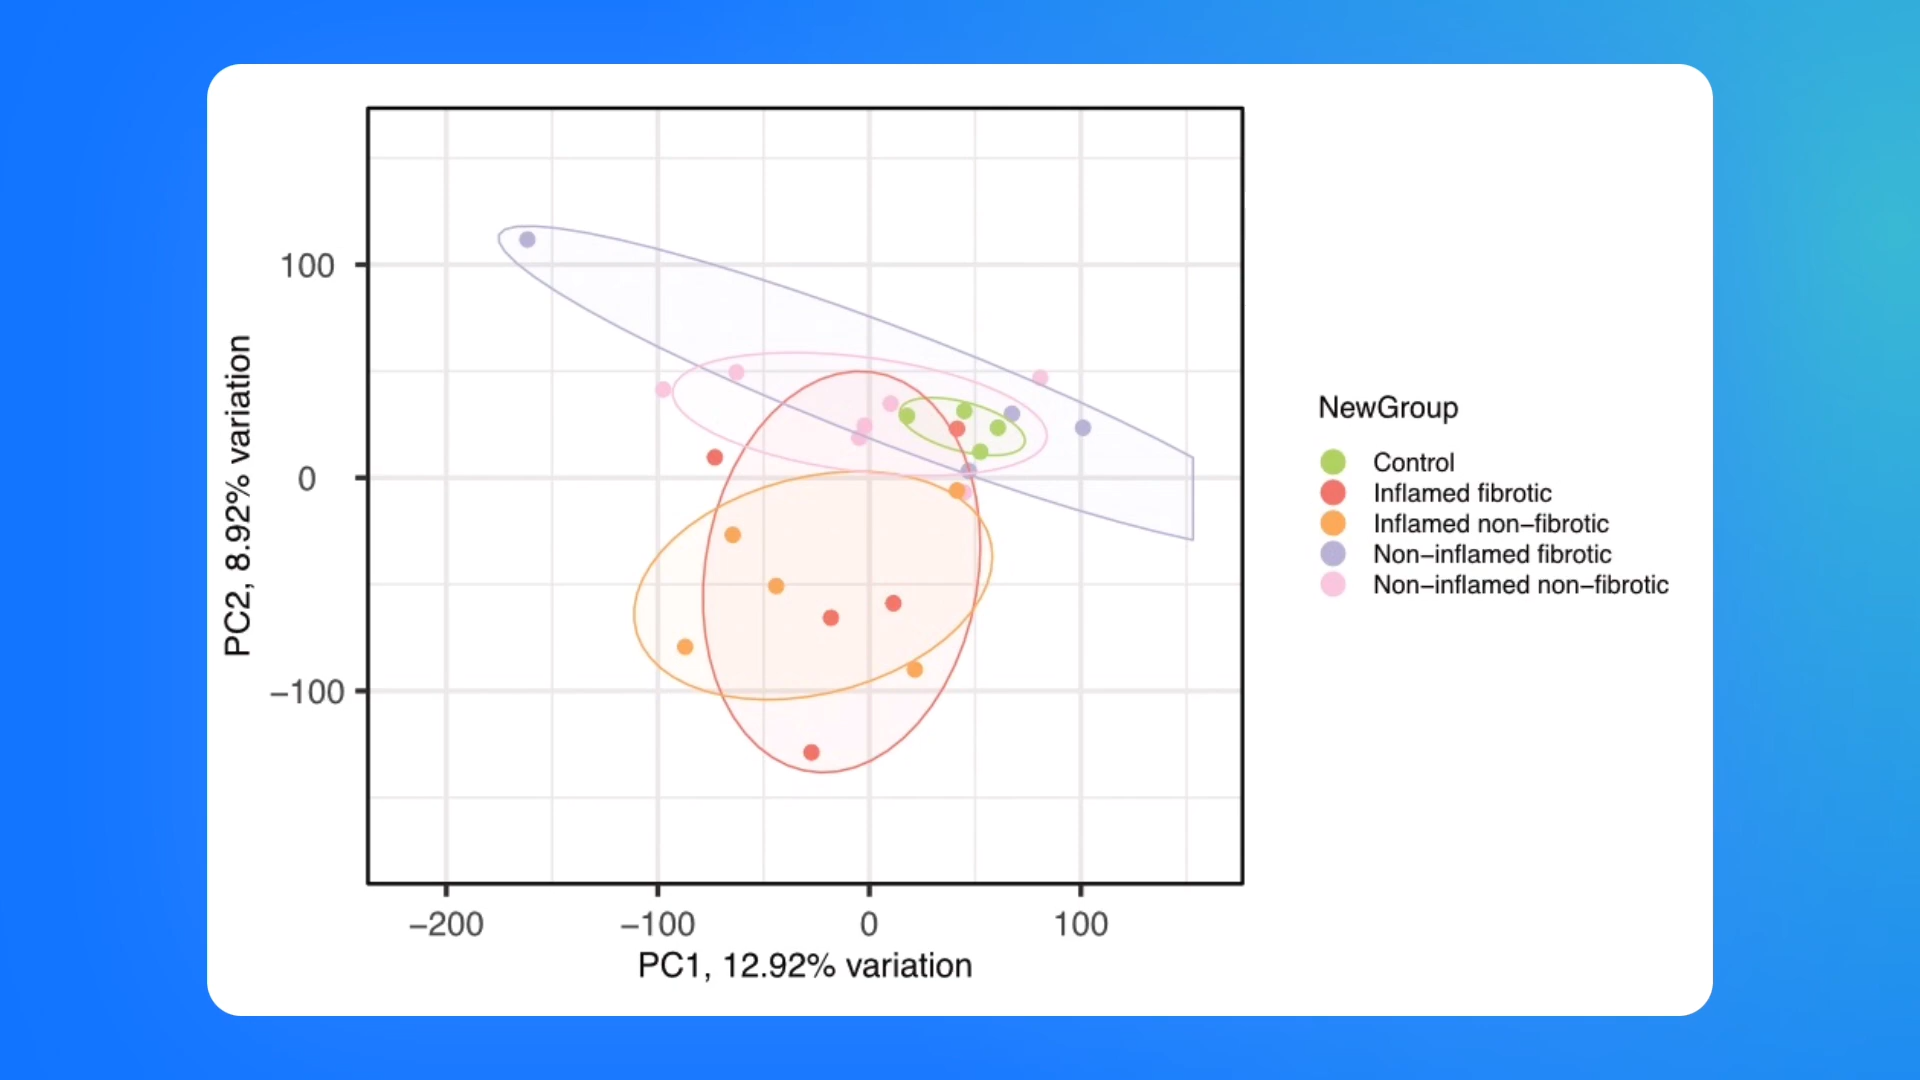 PC2, 8.92% variation
100
0
−100
−200
−100
0
100
PC1, 12.92% variation
NewGroup
Control
Inflamed fibrotic
Inflamed non−fibrotic
Non−inflamed fibrotic
Non−inflamed non−fibrotic